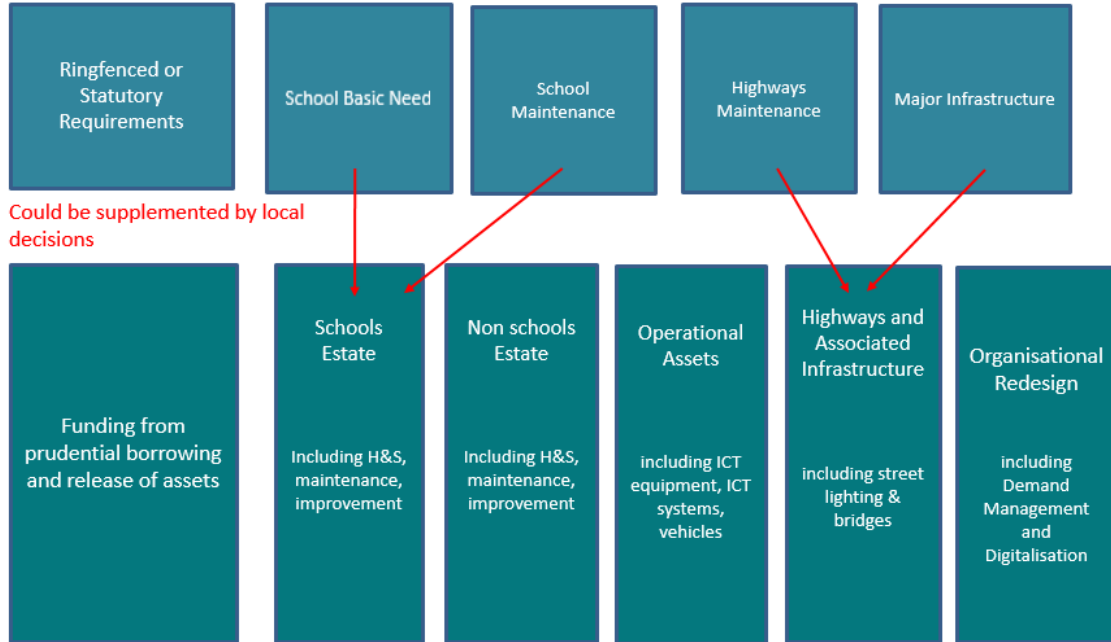 Ringfenced or
Statutory
Requirements
School Basic Need
School
Maintenance
Highways
Maintenance
Major Infrastructure
Could be supplemented by local
decisions
Funding from
prudential borrowing
and release of assets
Schools
Estate
Including H&S,
maintenance,
improvement
Non schools
Estate
Including H&S,
maintenance,
improvement
Operational
Assets
including ICT
equipment, ICT
systems,
vehicles
Highways and
Associated
Infrastructure
including street
lighting &
bridges
Organisational
Redesign
including
Demand
Management
and
Digitalisation